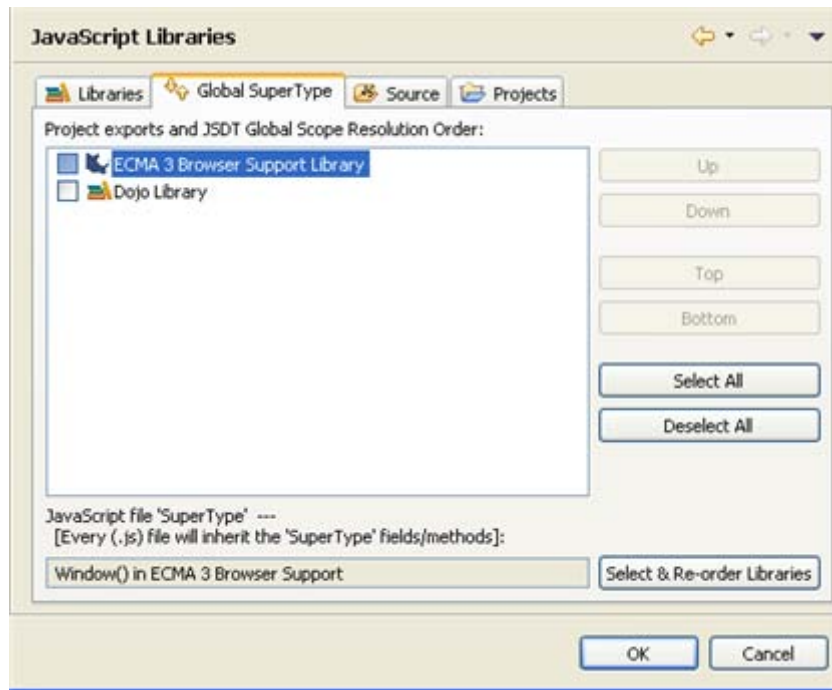 JavaScript Libraries
Libraries
Global SuperType
Source
Projects
Project exports and JSDT Global Scope Resolution Order:
ECMA 3 Browser Support Library
Dojo Library
Up
Down
Top
Bottom
Select All
Deselect All
JavaScript file 'SuperType' ---
[Every (.js) file will inherit the 'SuperType' fields/methods]:
Window() in ECMA 3 Browser Support
Select & Re-order Libraries
OK
Cancel